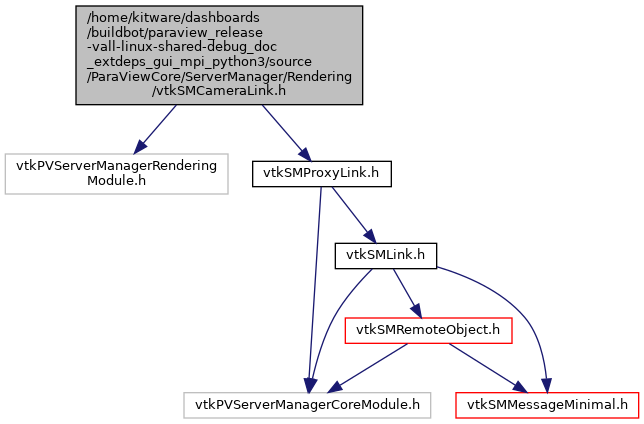 /home/kitware/dashboards
/buildbot/paraview_release
-vall-linux-shared-debug_doc
_extdeps_gui_mpi_python3/source
/ParaViewCore/ServerManager/Rendering
/vtkSMCameraLink.h
vtkPVServerManagerRendering
Module.h
vtkSMProxyLink.h
vtkSMLink.h
vtkSMRemoteObject.h
vtkPVServerManagerCoreModule.h
vtkSMMessageMinimal.h